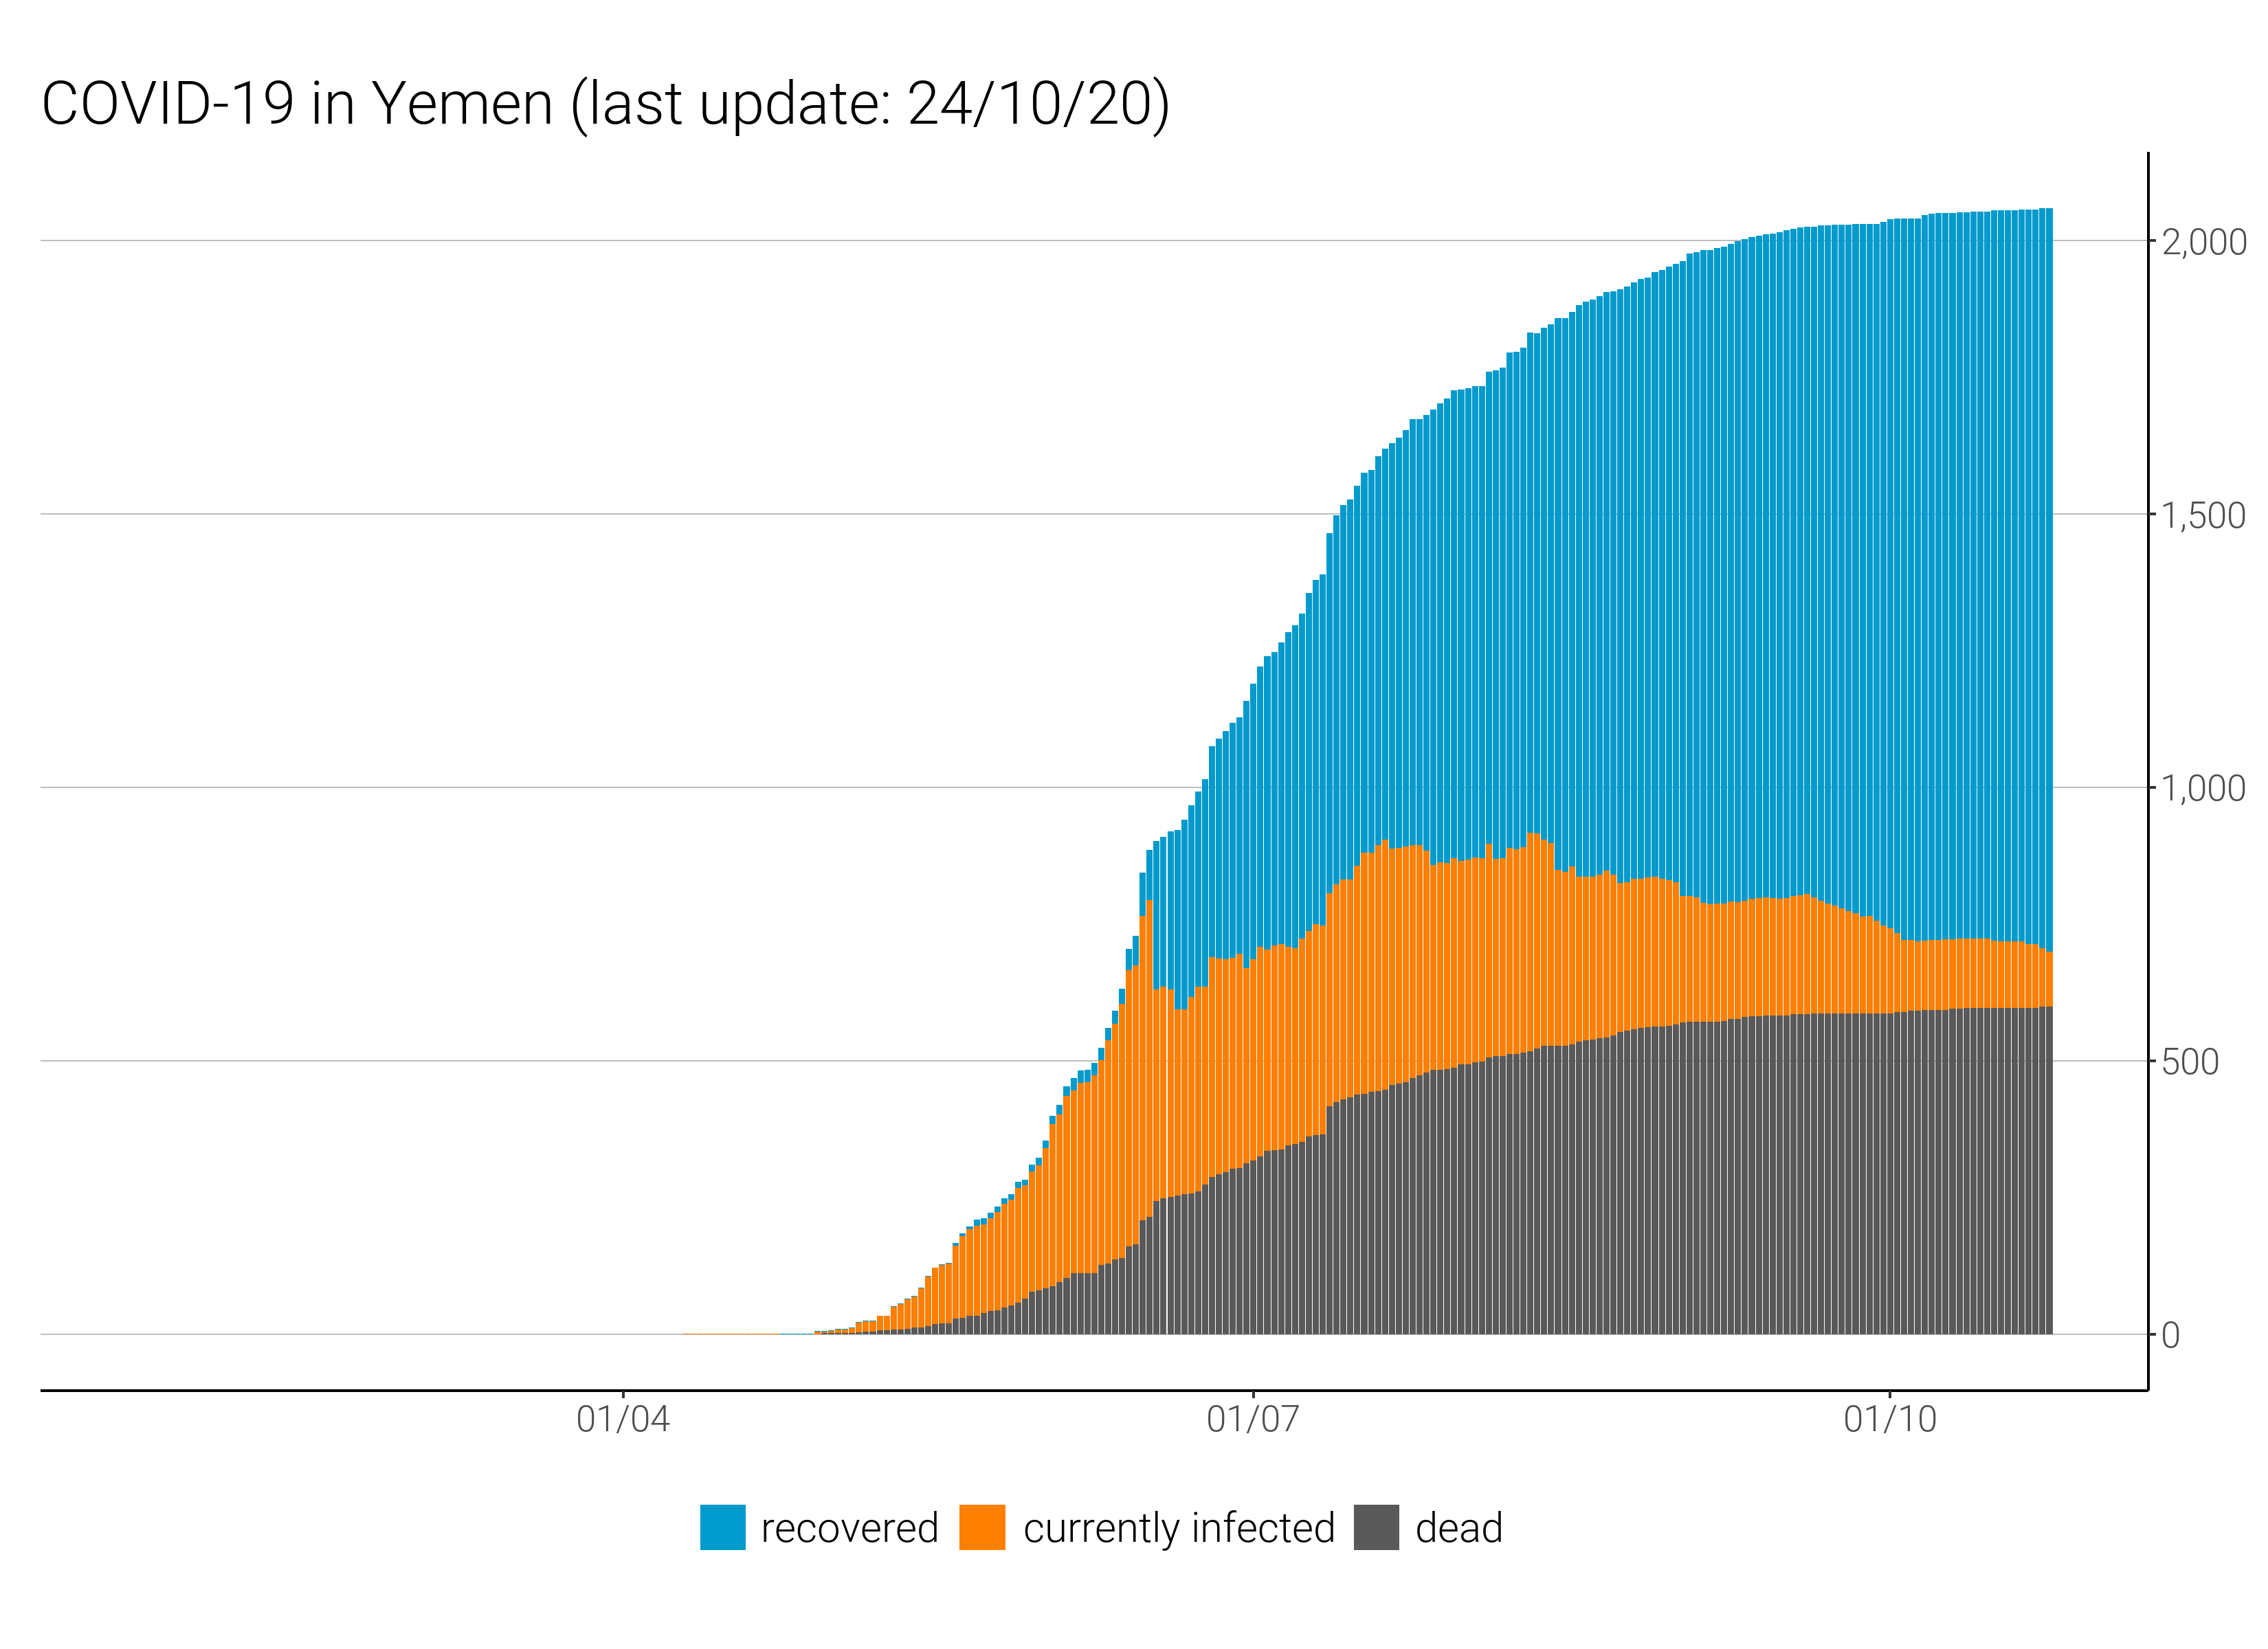 COVID-19 in Yemen (last update: 24/10/20)
2,000
1,500
1,000
500
0
01/04 01/07 01/10
recovered currently infected dead